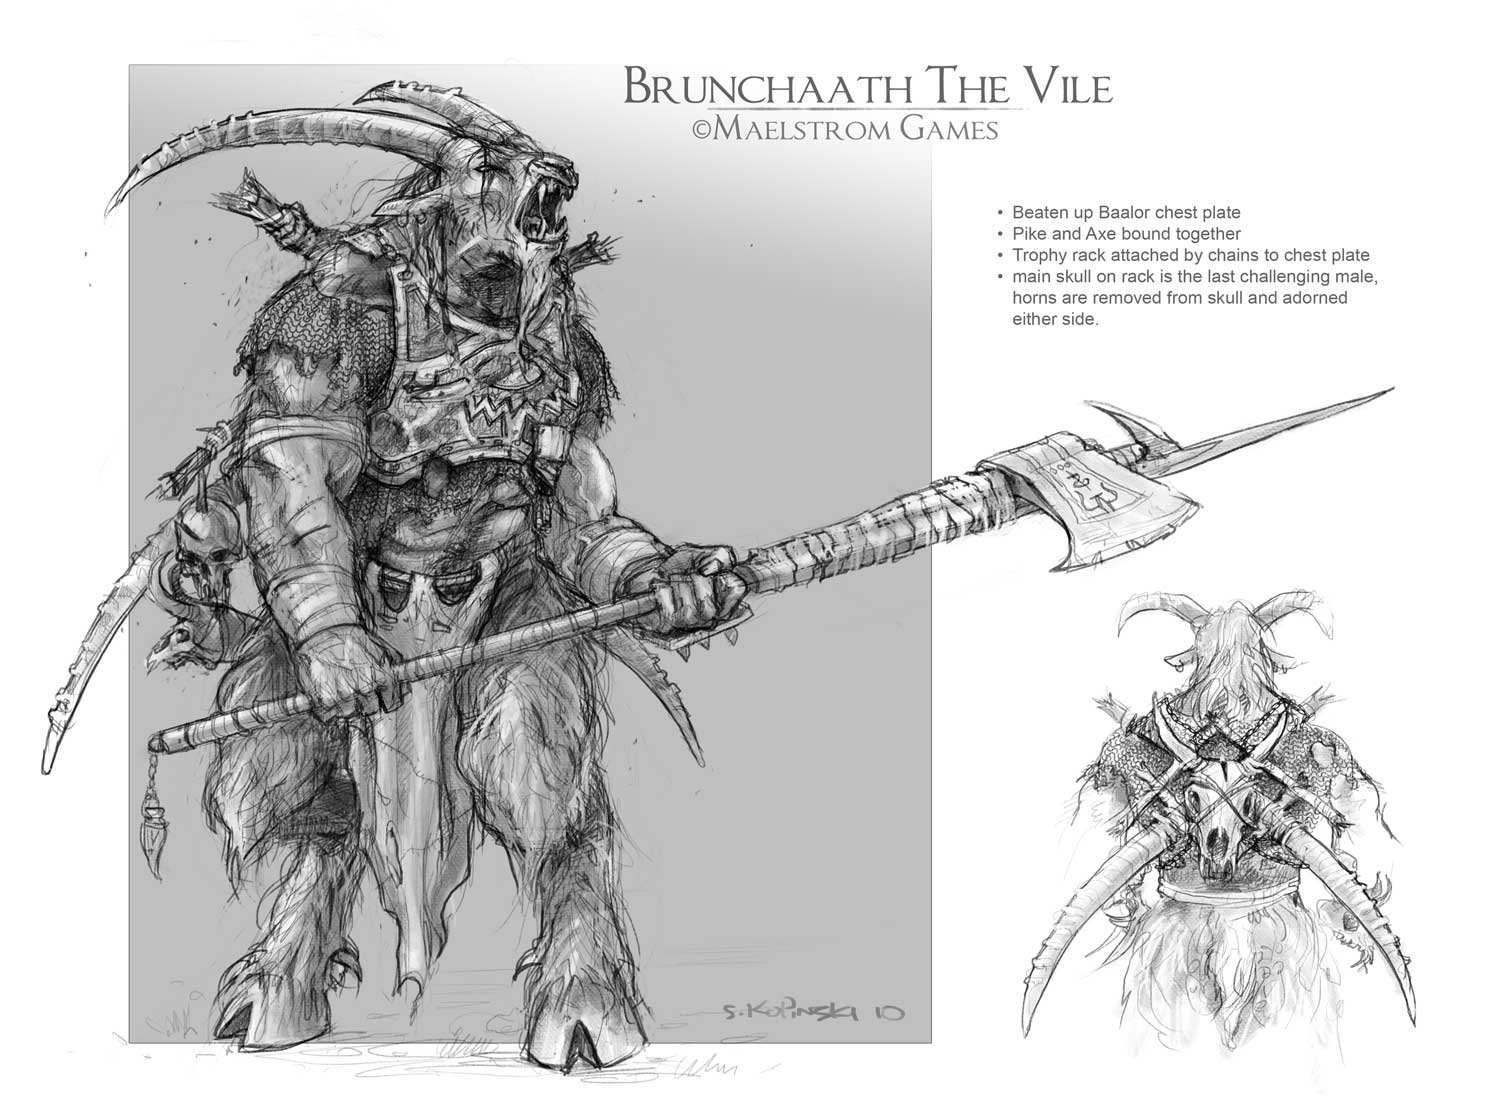 Brunchaath The Vile
©Maelstrom Games
• Beaten up Baalor chest plate
• Pike and Axe bound together
• Trophy rack attached by chains to chest plate
• main skull on rack is the last challenging male,
horns are removed from skull and adorned
either side.
S. Kopinski 10